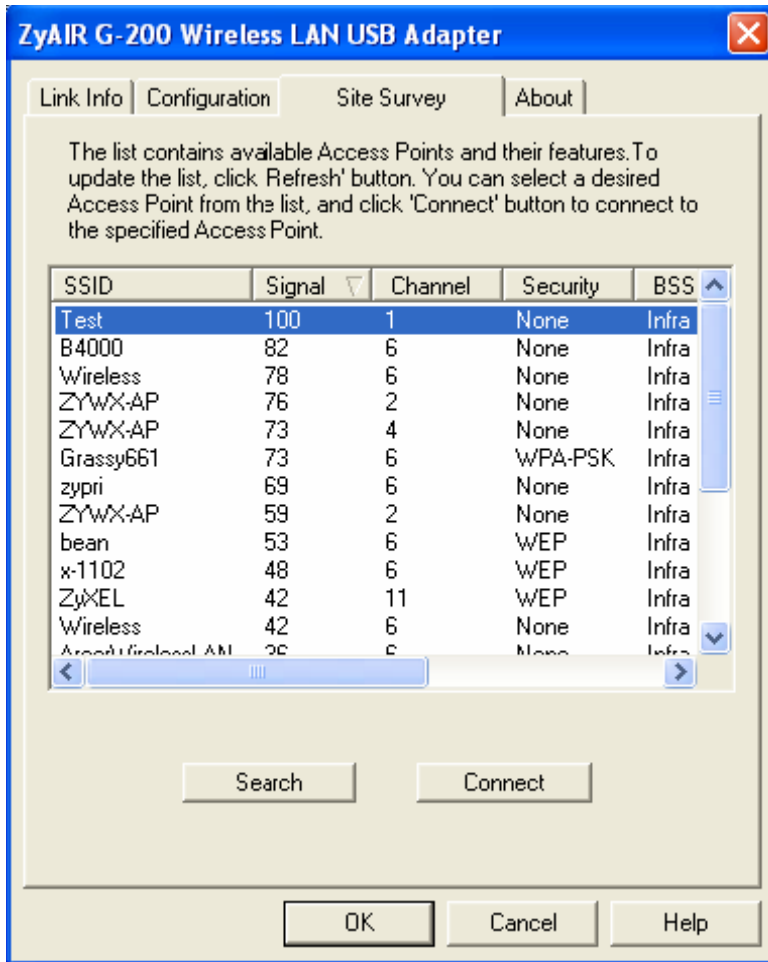 ZyAIR G-200 Wireless LAN USB Adapter
Link Info Configuration Site Survey About
The list contains available Access Points and their features.To
update the list, click Refresh' button. You can select a desired
Access Point from the list, and click 'Connect' button to connect to
the specified Access Point.
SSID Signal Channel Security BSS
Test 100 1 None Infra
B4000 82 6 None Infra
Wireless 78 6 None Infra
ZYWX-AP 76 2 None Infra
ZYWX-AP 73 4 None Infra
Grassy661 73 6 WPA-PSK Infra
zypri 69 6 None Infra
ZYWX-AP 59 2 None Infra
bean 53 6 WEP Infra
x-1102 48 6 WEP Infra
ZyXEL 42 11 WEP Infra
Wireless 42 6 None Infra
6 None Infra
Search Connect
OK Cancel Help